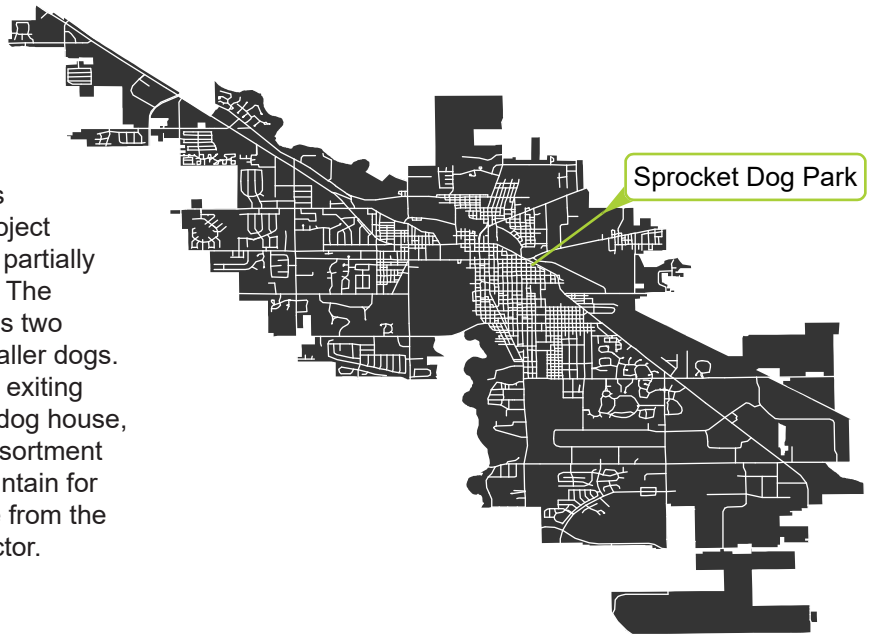 Sprocket Dog Park
s
oject
partially
The
s two
aller dogs.
exiting
dog house,
sortment
ntain for
from the
ctor.